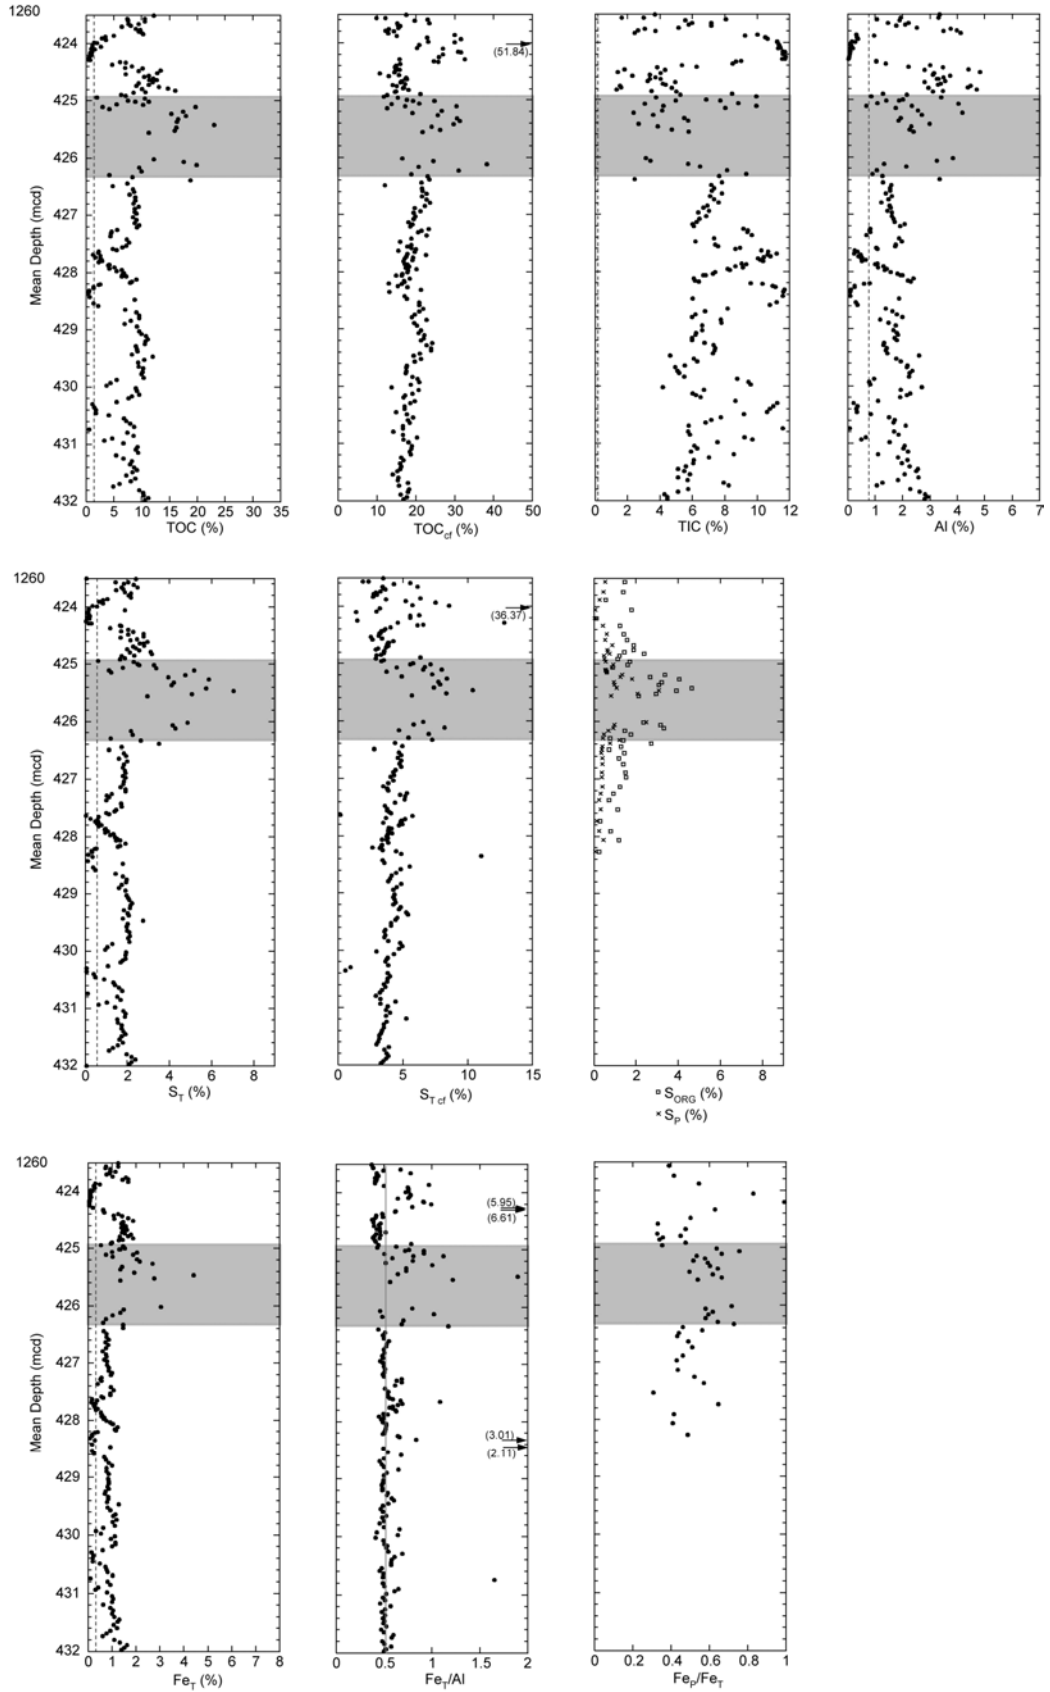 1260
424
425
426
427
428
429
430
431
432
Mean Depth (mcd)
0 5 10 15 20 25 30 35
TOC (%)
(51.84)
0 10 20 30 40 50
TOCcf (%)
0 2 4 6 8 10 12
TIC (%)
0 1 2 3 4 5 6 7
Al (%)
1260
424
425
426
427
428
429
430
431
432
Mean Depth (mcd)
0 2 4 6 8
ST (%)
(36.37)
0 5 10 15
ST cf (%)
0 2 4 6 8
SORG (%)
× SP (%)
1260
424
425
426
427
428
429
430
431
432
Mean Depth (mcd)
0 1 2 3 4 5 6 7 8
FeT (%)
(5.95)
(6.61)
(3.01)
(2.11)
0 0.5 1 1.5 2
FeT/Al
0 0.2 0.4 0.6 0.8 1
FeP/FeT